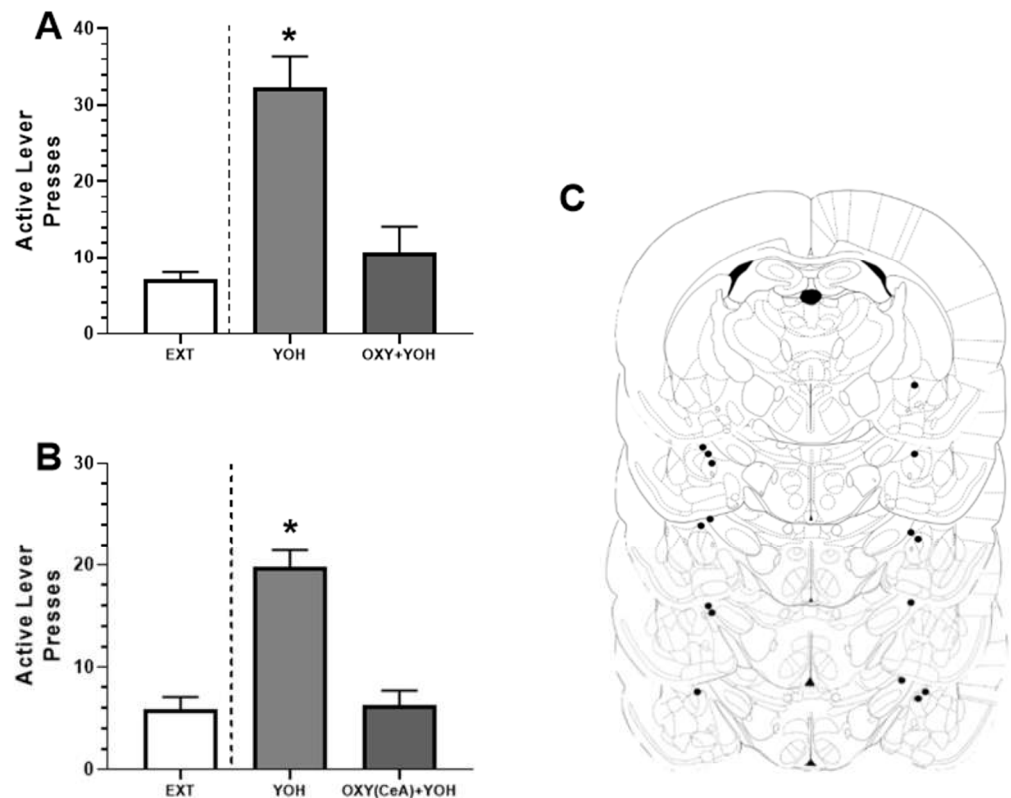 A
40
30
20
10
0
Active Lever
Presses
*
EXT
YOH
OXY+YOH
B
30
20
10
0
Active Lever
Presses
*
EXT
YOH
OXY(CeA)+YOH
C